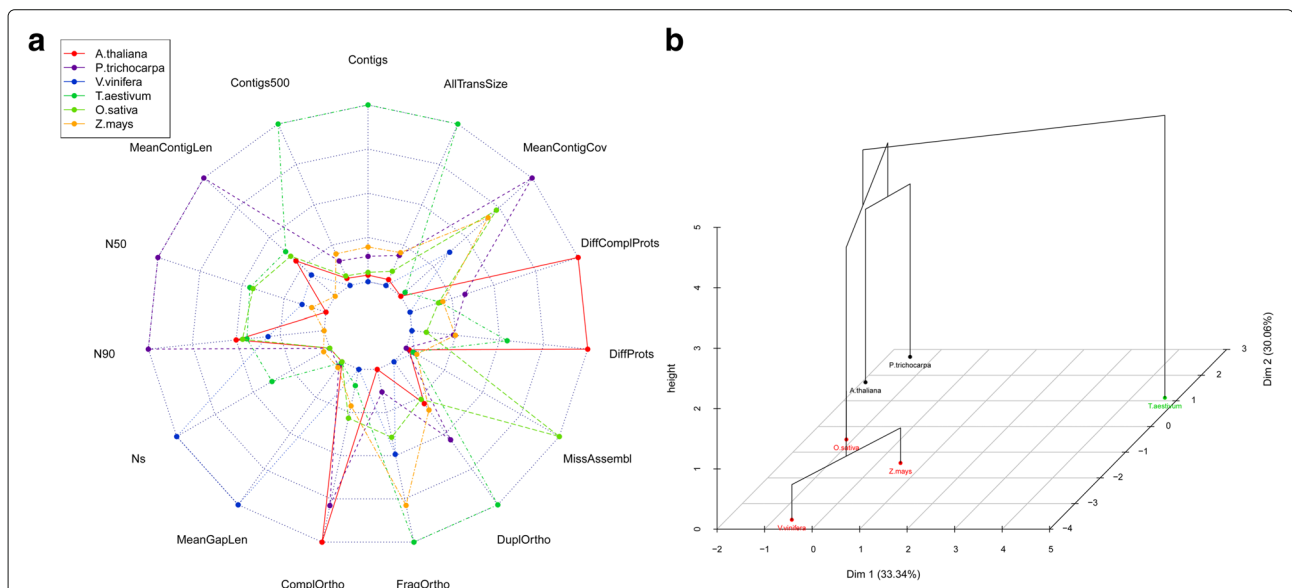 a
b
A.thaliana
P.trichocarpa
V.vinifera
T.aestivum
O.sativa
Z.mays
Contigs
AllTransSize
MeanContigCov
DiffComplProts
DiffProts
MissAssembl
DuplOrtho
FragOrtho
ComplOrtho
MeanGapLen
Ns
N90
N50
MeanContigLen
Contigs500
height
0
1
2
3
4
5
P.trichocarpa
A.thaliana
T.aestivum
O.sativa
Z.mays
V.vinifera
−2
−1
0
1
2
3
4
5
Dim 1 (33.34%)
−4
−3
−2
−1
0
1
2
3
Dim 2 (30.06%)